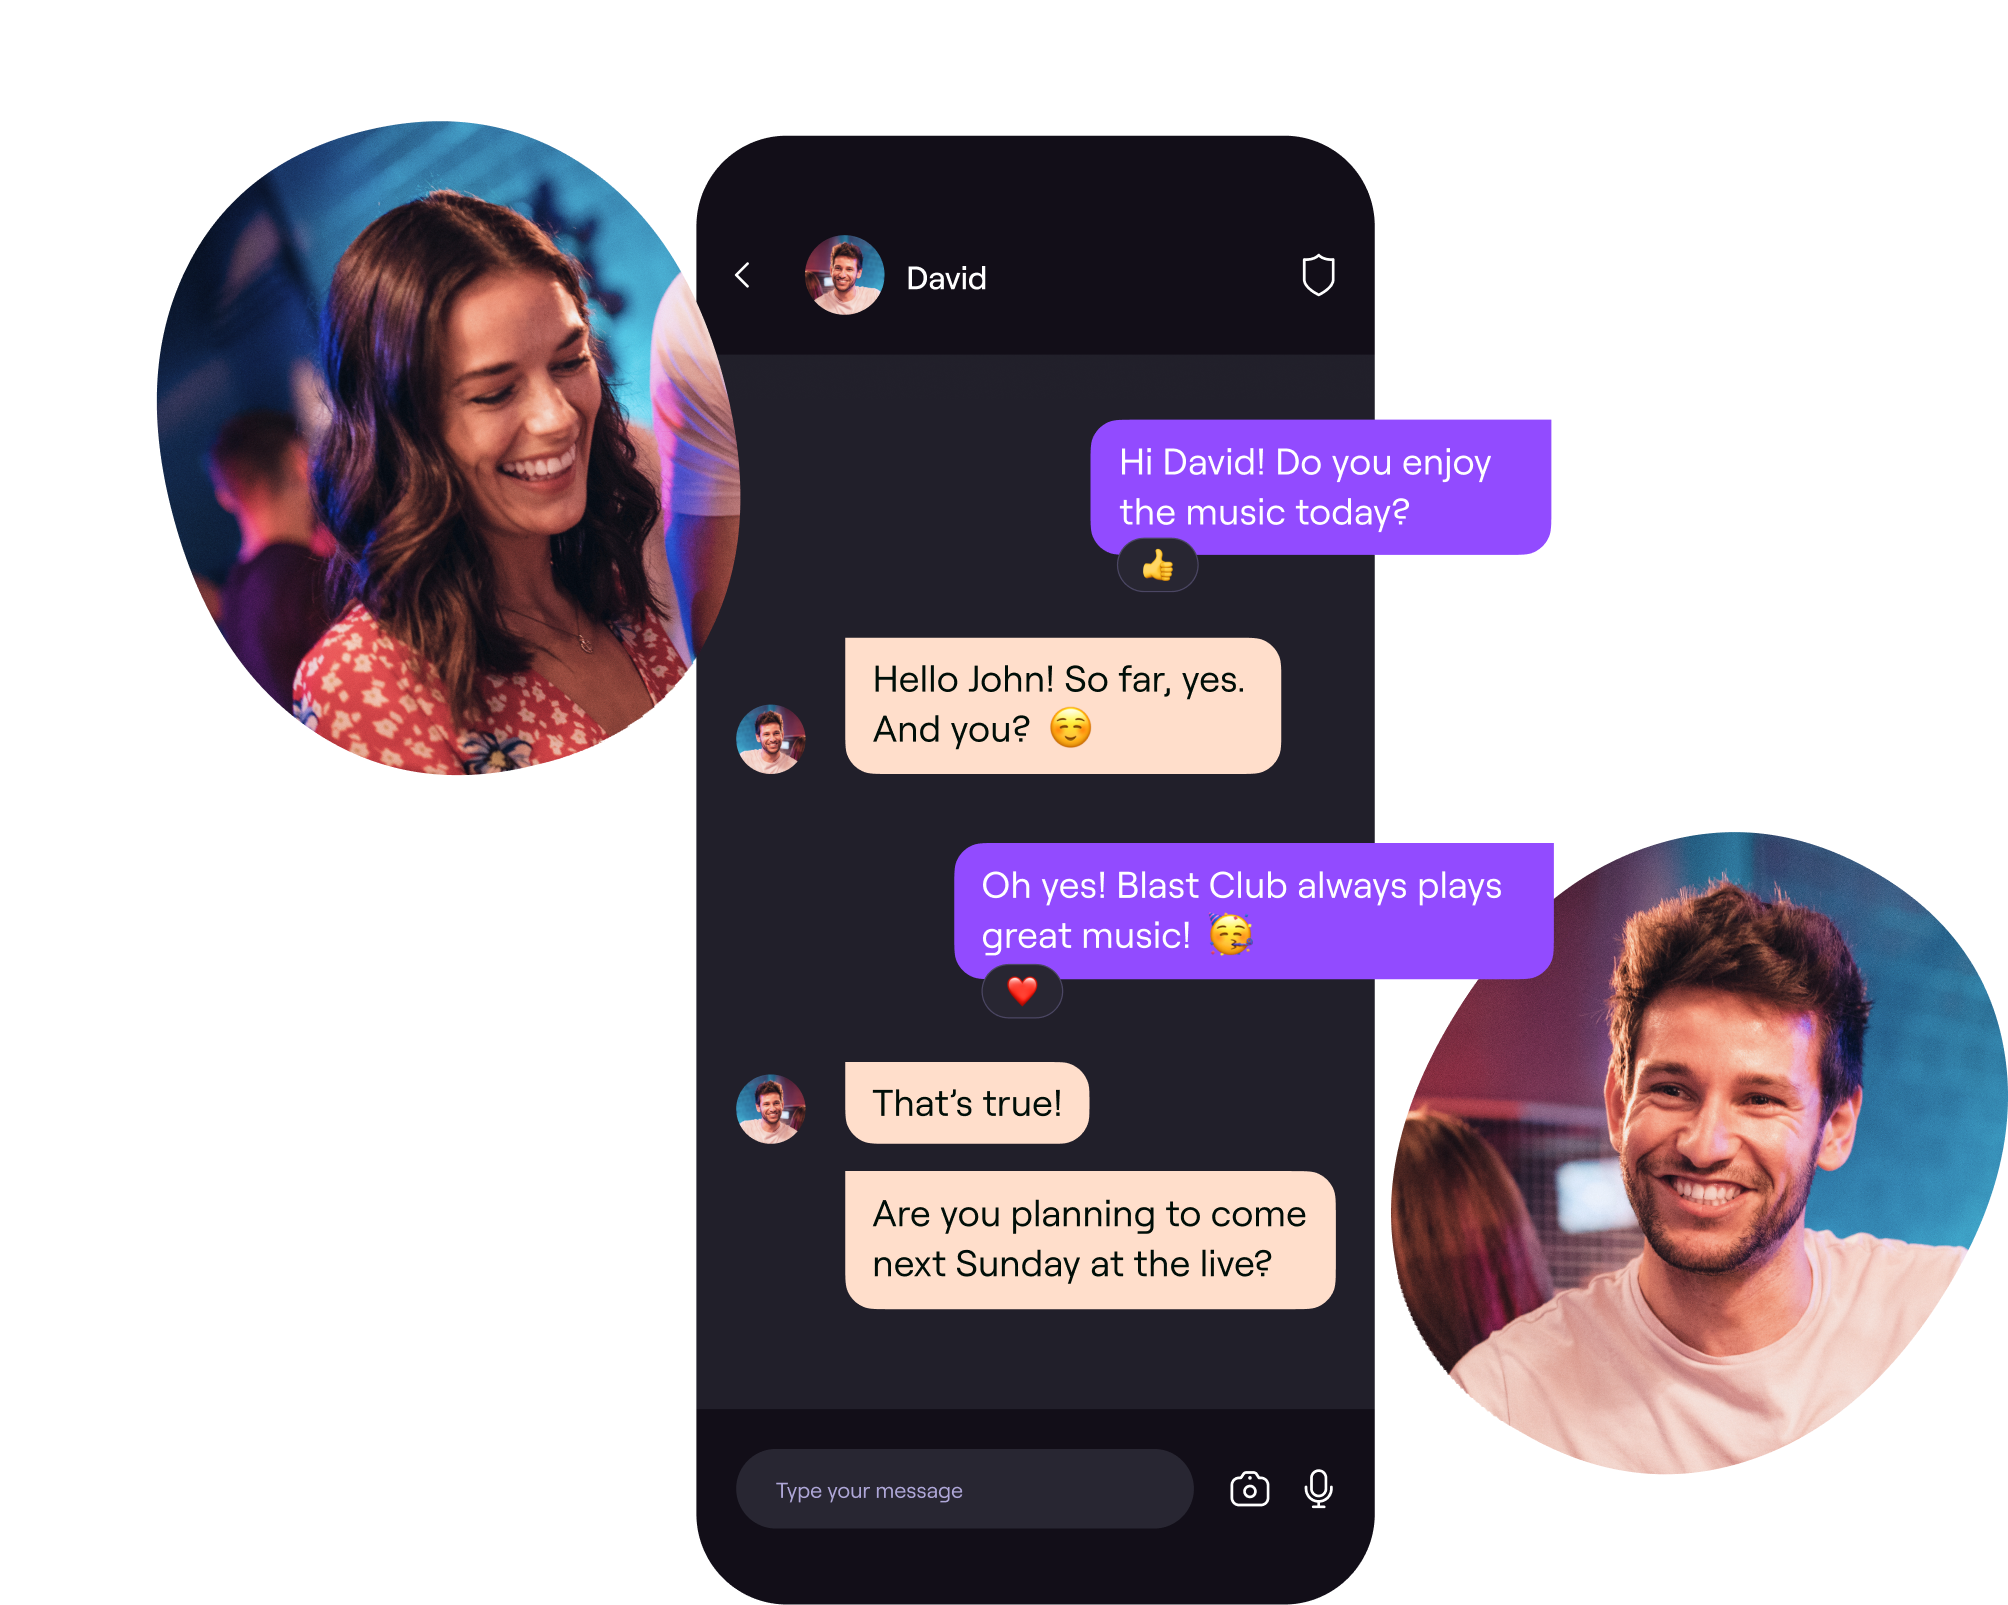 David
Hi David! Do you enjoy
the music today?
👍
Hello John! So far, yes.
And you? ☺️
Oh yes! Blast Club always plays
great music! 🥳
❤️
That’s true!
Are you planning to come
next Sunday at the live?
Type your message